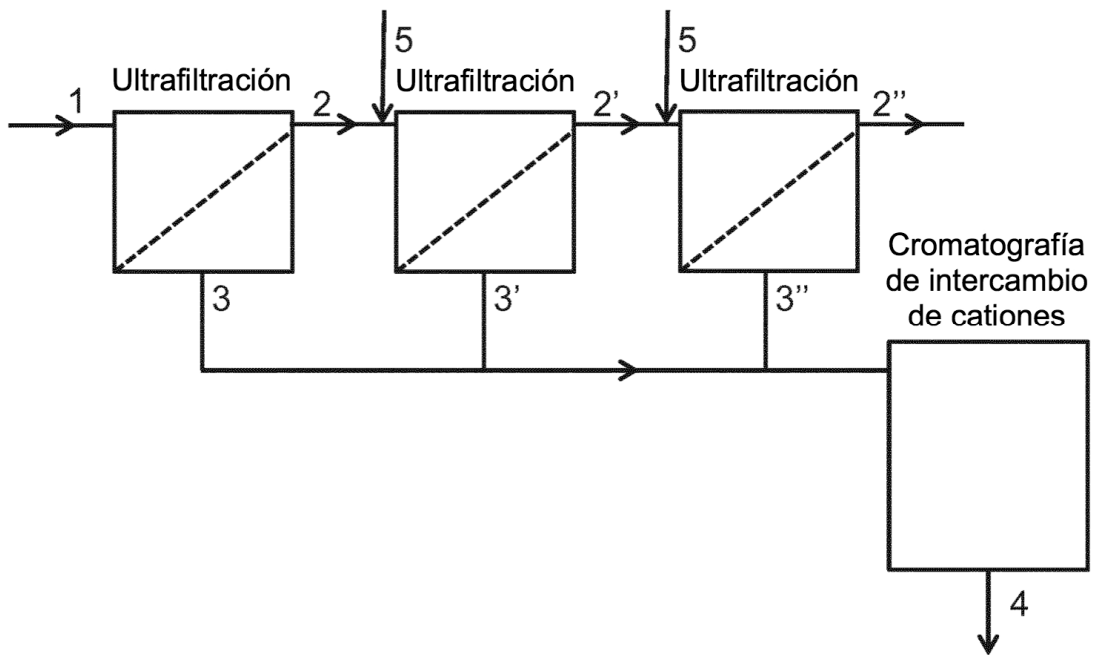 5
5
Ultrafiltración
Ultrafiltración
Ultrafiltración
1
2
2’
2’’
3
3’
3’’
Cromatografía
de intercambio
de cationes
4